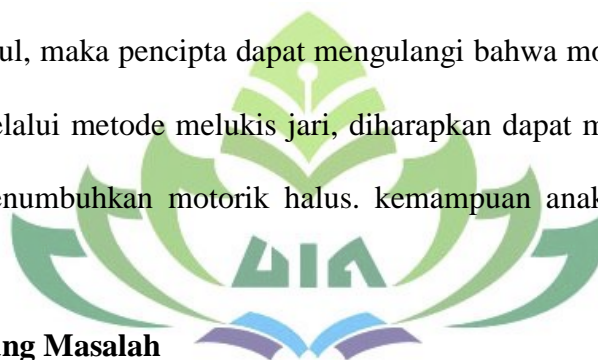 ul, maka pencipta dapat mengulangi bahwa mo
elalui metode melukis jari, diharapkan dapat m
enumbuhkan motorik halus. kemampuan anak
UIN
ng Masalah